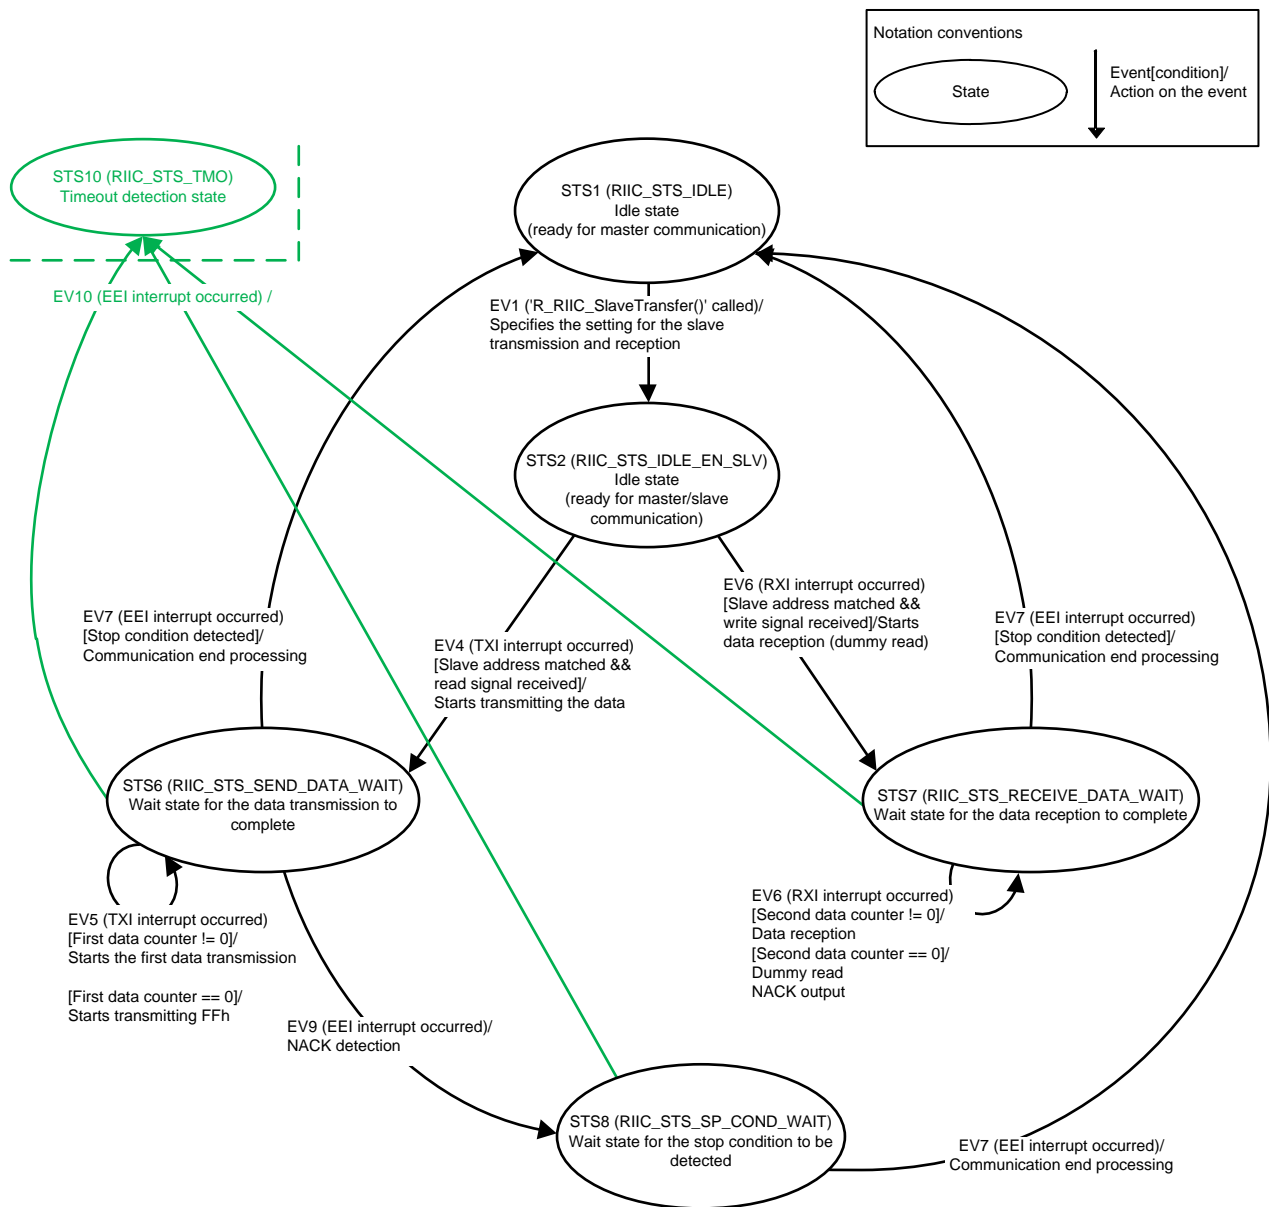 Notation conventions
State
Event[condition]/
Action on the event
STS10 (RIIC_STS_TMO)
Timeout detection state
STS1 (RIIC_STS_IDLE)
Idle state
(ready for master communication)
EV10 (EEI interrupt occurred) /
EV1 ('R_RIIC_SlaveTransfer()' called)/
Specifies the setting for the slave
transmission and reception
STS2 (RIIC_STS_IDLE_EN_SLV)
Idle state
(ready for master/slave
communication)
EV7 (EEI interrupt occurred)
[Stop condition detected]/
Communication end processing
EV4 (TXI interrupt occurred)
[Slave address matched &&
read signal received]/
Starts transmitting the data
EV6 (RXI interrupt occurred)
[Slave address matched &&
write signal received]/Starts
data reception (dummy read)
EV7 (EEI interrupt occurred)
[Stop condition detected]/
Communication end processing
STS6 (RIIC_STS_SEND_DATA_WAIT)
Wait state for the data transmission to
complete
STS7 (RIIC_STS_RECEIVE_DATA_WAIT)
Wait state for the data reception to complete
EV5 (TXI interrupt occurred)
[First data counter != 0]/
Starts the first data transmission
[First data counter == 0]/
Starts transmitting FFh
EV6 (RXI interrupt occurred)
[Second data counter != 0]/
Data reception
[Second data counter == 0]/
Dummy read
NACK output
EV9 (EEI interrupt occurred)/
NACK detection
STS8 (RIIC_STS_SP_COND_WAIT)
Wait state for the stop condition to be
detected
EV7 (EEI interrupt occurred)/
Communication end processing